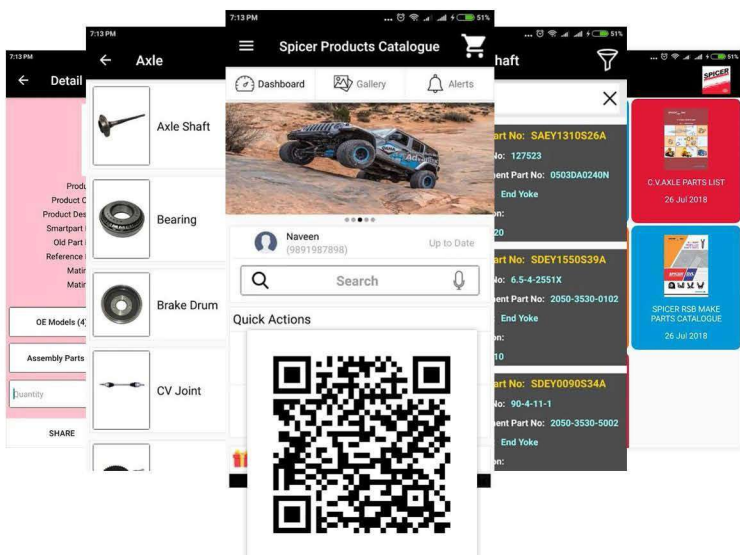 7:13 PM
Detail
Product Des
Smartpart
Old Part
Reference
OE Models (4)
Assembly Parts
Quantity
SHARE
7:13 PM
Axle
Axle Shaft
Bearing
Brake Drum
CV Joint
7:13 PM
51%
Spicer Products Catalogue
Dashboard
Gallery
Alerts
Naveen
(9891987898)
Up to Date
Search
Quick Actions
51%
haft
art No: SAEY1310S26A
No: 127523
ent Part No: 0503DA0240N
End Yoke
on:
20
art No: SDEY1550S39A
No: 6.5-4-2551X
ent Part No: 2050-3530-0102
End Yoke
on:
10
art No: SDEY0090S34A
No: 90-4-11-1
ent Part No: 2050-3530-5002
End Yoke
on:
51%
SPICER
C.V.AXLE PARTS LIST
26 Jul 2018
SPICER RSB MAKE
PARTS CATALOGUE
26 Jul 2018